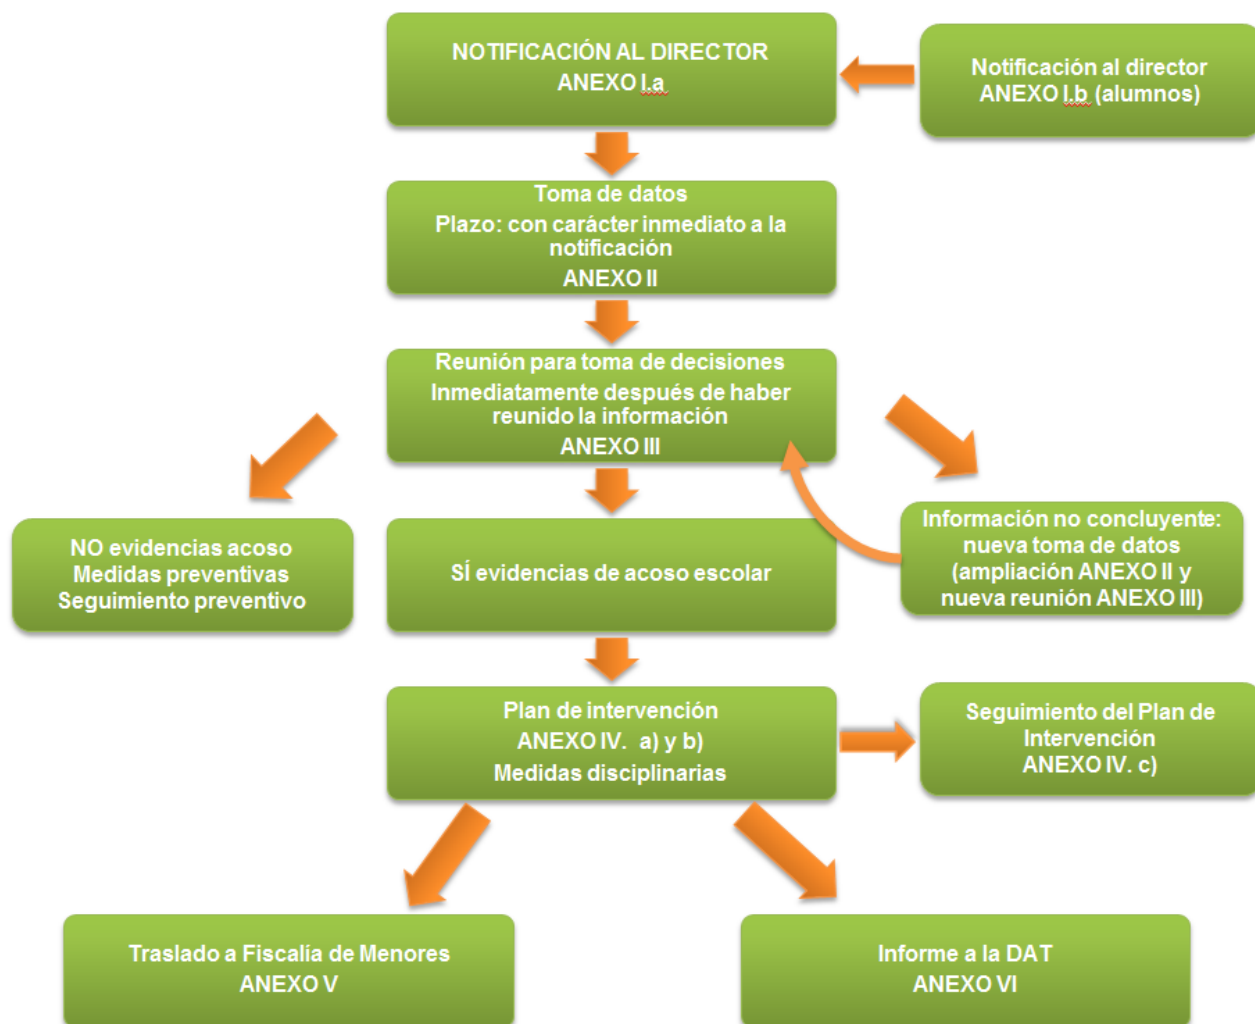 NOTIFICACIÓN AL DIRECTOR
ANEXO I.a
Notificación al director
ANEXO I.b (alumnos)
Toma de datos
Plazo: con carácter inmediato a la
notificación
ANEXO II
Reunión para toma de decisiones
Inmediatamente después de haber
reunido la información
ANEXO III
NO evidencias acoso
Medidas preventivas
Seguimiento preventivo
SÍ evidencias de acoso escolar
Información no concluyente:
nueva toma de datos
(ampliación ANEXO II y
nueva reunión ANEXO III)
Plan de intervención
ANEXO IV. a) y b)
Medidas disciplinarias
Seguimiento del Plan de
Intervención
ANEXO IV. c)
Traslado a Fiscalía de Menores
ANEXO V
Informe a la DAT
ANEXO VI